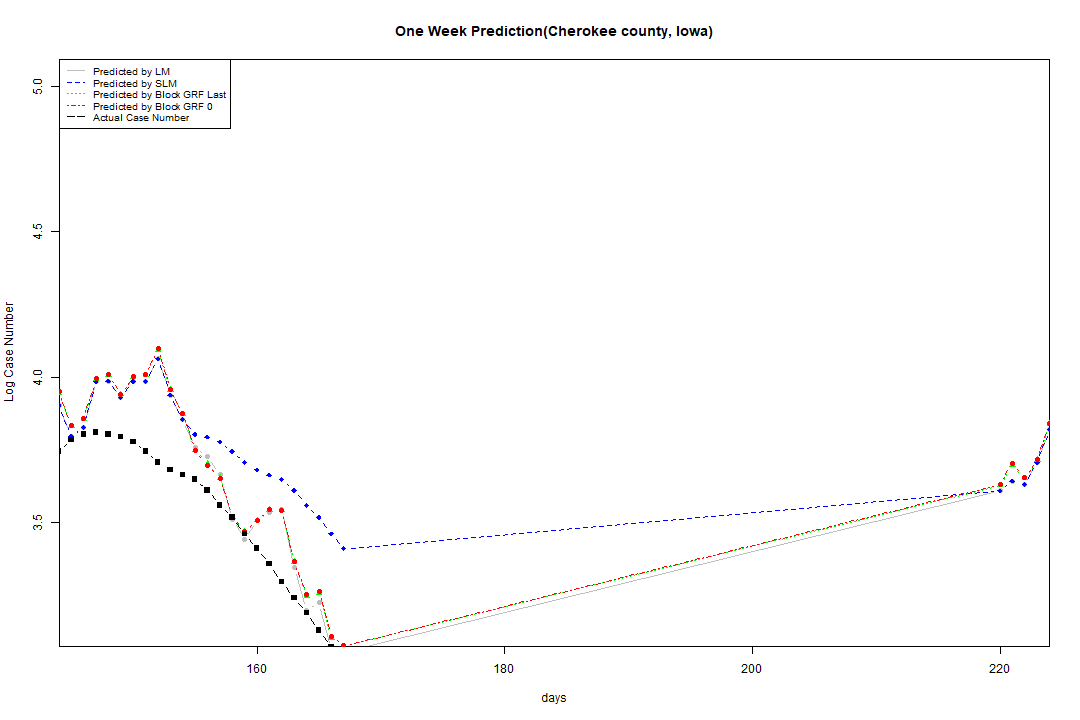 One Week Prediction(Cherokee county, Iowa)
Predicted by LM
Predicted by SLM
Predicted by Block GRF Last
Predicted by Block GRF 0
Actual Case Number
Log Case Number
5.0
4.5
4.0
3.5
160 180 200 220
days